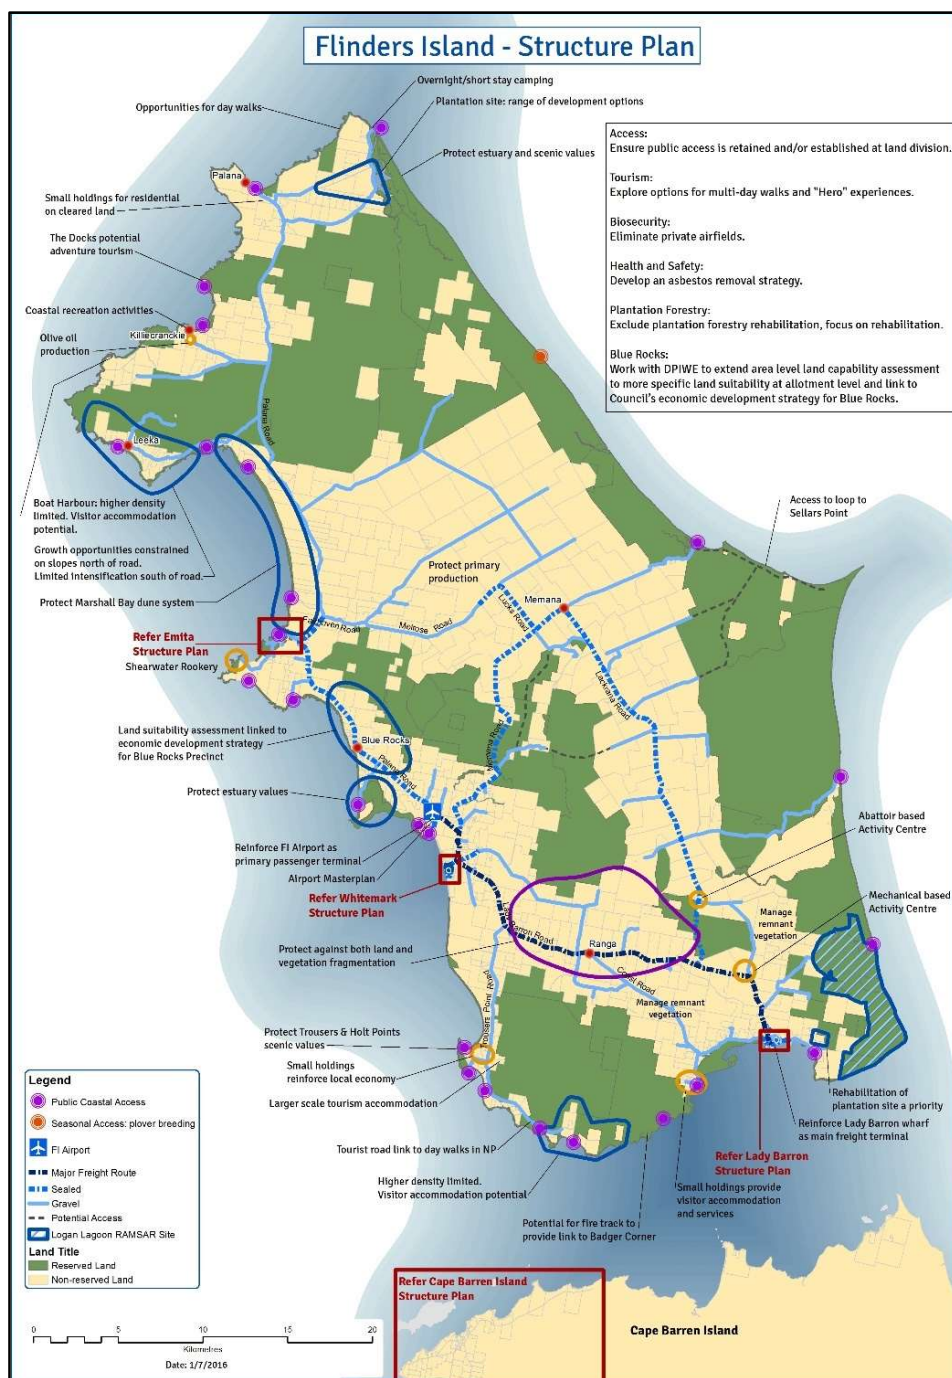 Flinders Island - Structure Plan
Overnight/short stay camping
Plantation site: range of development options
Opportunities for day walks
Protect estuary and scenic values
Access:
Ensure public access is retained and/or established at land division.
Tourism:
Explore options for multi-day walks and "Hero" experiences.
Biosecurity:
Eliminate private airfields.
Health and Safety:
Develop an asbestos removal strategy.
Plantation Forestry:
Exclude plantation forestry rehabilitation, focus on rehabilitation.
Blue Rocks:
Work with DPIWE to extend area level land capability assessment
to more specific land suitability at allotment level and link to
Council's economic development strategy for Blue Rocks.
Palana
Small holdings for residential
on cleared land
The Docks potential
adventure tourism
Coastal recreation activities
Killiecranckie
Olive oil
production
Palana Road
Leeka
Boat Harbour: higher density
limited. Visitor accommodation
potential.
Growth opportunities constrained
on slopes north of road.
Limited intensification south of road.
Protect Marshall Bay dune system
Access to loop to
Sellars Point
Protect primary
production
Memana
Lucks Road
Fairhaven Road
Melrose Road
Refer Emita
Structure Plan
Shearwater Rookery
Lackrana Road
Memana Road
Land suitability assessment linked to
economic development strategy
for Blue Rocks Precinct
Blue Rocks
Palana Road
Protect estuary values
Reinforce FI Airport as
primary passenger terminal
Airport Masterplan
Abattoir based
Activity Centre
Refer Whitemark
Structure Plan
Mechanical based
Activity Centre
Manage
remnant
vegetation
Lady Barron Road
Ranga
Protect against both land and
vegetation fragmentation
Coast Road
Manage remnant
vegetation
Trousers Point Road
Protect Trousers & Holt Points
scenic values
Small holdings
reinforce local economy
Larger scale tourism accommodation
Rehabilitation of
plantation site a priority
Reinforce Lady Barron wharf
as main freight terminal
Tourist road link to day walks in NP
Refer Lady Barron
Structure Plan
Higher density limited.
Visitor accommodation potential
Small holdings provide
visitor accommodation
and services
Potential for fire track to
provide link to Badger Corner
Legend
Public Coastal Access
Seasonal Access: plover breeding
FI Airport
Major Freight Route
Sealed
Gravel
Potential Access
Logan Lagoon RAMSAR Site
Land Title
Reserved Land
Non-reserved Land
Refer Cape Barren Island
Structure Plan
Cape Barren Island
0 5 10 15 20
Kilometres
Date: 1/7/2016